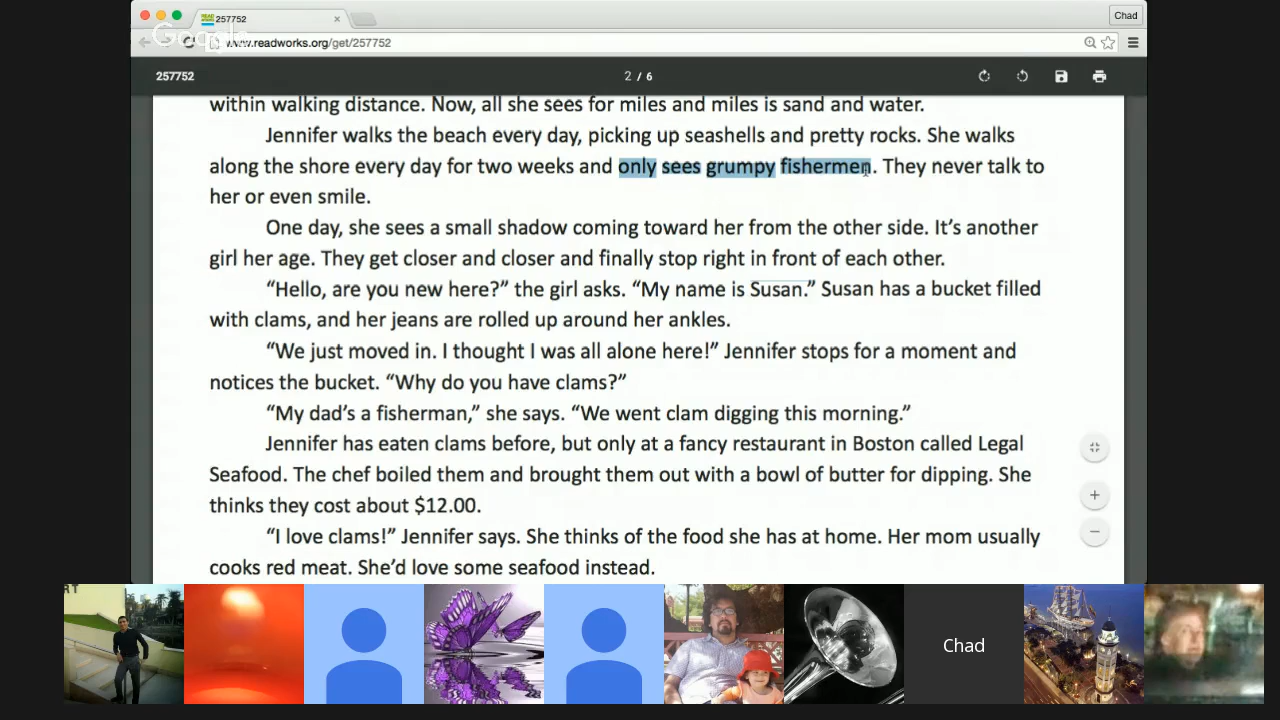 257752
Chad
Google
www.readworks.org/get/257752
257752
2 / 6
within walking distance. Now, all she sees for miles and miles is sand and water.
Jennifer walks the beach every day, picking up seashells and pretty rocks. She walks
along the shore every day for two weeks and only sees grumpy fishermen. They never talk to
her or even smile.
One day, she sees a small shadow coming toward her from the other side. It’s another
girl her age. They get closer and closer and finally stop right in front of each other.
“Hello, are you new here?” the girl asks. “My name is Susan.” Susan has a bucket filled
with clams, and her jeans are rolled up around her ankles.
“We just moved in. I thought I was all alone here!” Jennifer stops for a moment and
notices the bucket. “Why do you have clams?”
“My dad’s a fisherman,” she says. “We went clam digging this morning.”
Jennifer has eaten clams before, but only at a fancy restaurant in Boston called Legal
Seafood. The chef boiled them and brought them out with a bowl of butter for dipping. She
thinks they cost about $12.00.
“I love clams!” Jennifer says. She thinks of the food she has at home. Her mom usually
cooks red meat. She’d love some seafood instead.
Chad